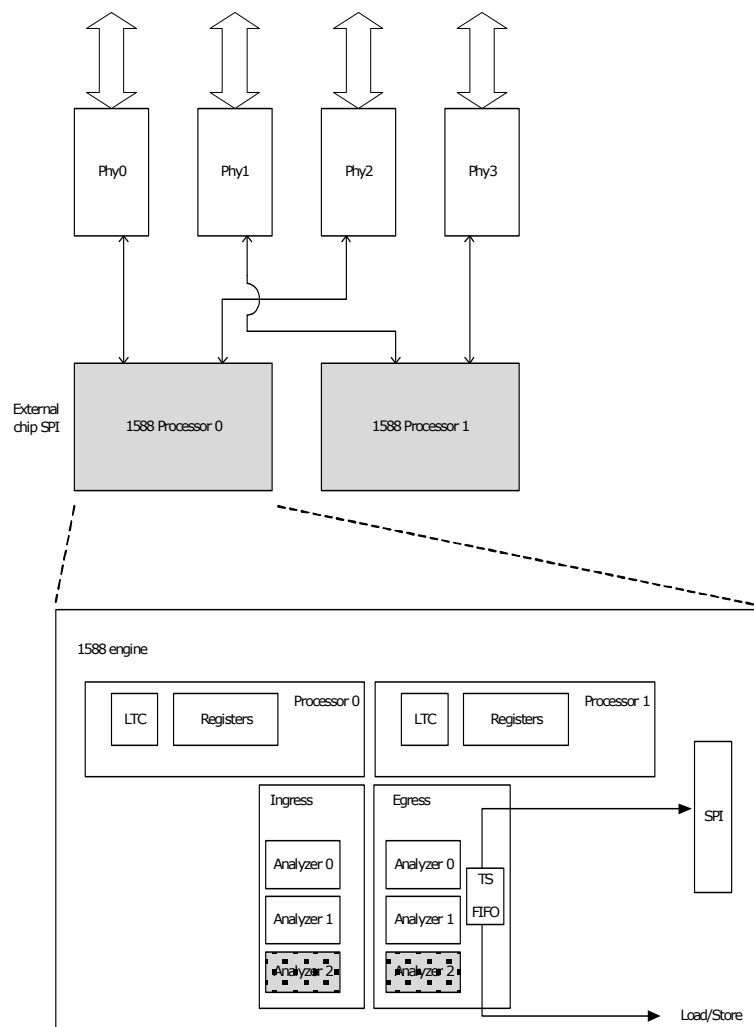 Phy0
Phy1
Phy2
Phy3
External
chip SPI
1588 Processor 0
1588 Processor 1
1588 engine
Processor 0
LTC
Registers
Processor 1
LTC
Registers
Ingress
Analyzer 0
Analyzer 1
Analyzer 2
Egress
Analyzer 0
Analyzer 1
Analyzer 2
TS
FIFO
SPI
Load/Store